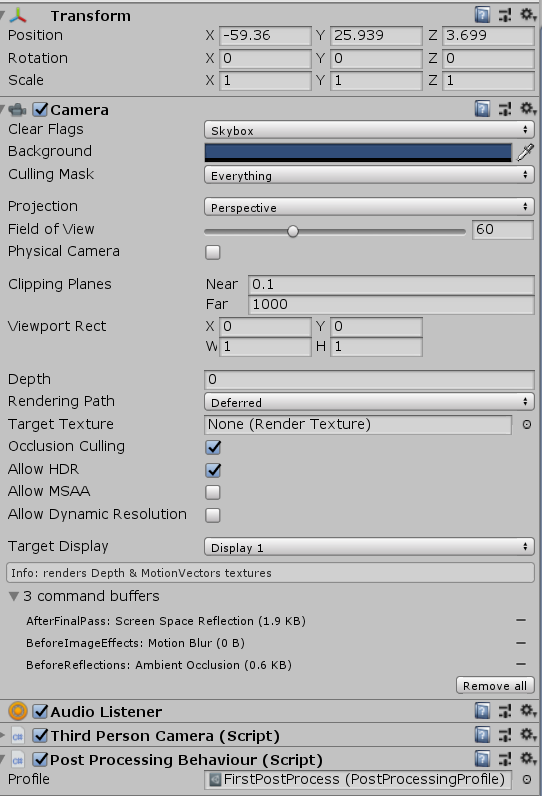 Transform
Position X -59.36 Y 25.939 Z 3.699
Rotation X 0 Y 0 Z 0
Scale X 1 Y 1 Z 1
Camera
Clear Flags Skybox
Background
Culling Mask Everything
Projection Perspective
Field of View 60
Physical Camera
Clipping Planes Near 0.1
Far 1000
Viewport Rect X 0 Y 0
W 1 H 1
Depth 0
Rendering Path Deferred
Target Texture None (Render Texture)
Occlusion Culling
Allow HDR
Allow MSAA
Allow Dynamic Resolution
Target Display Display 1
Info: renders Depth & MotionVectors textures
3 command buffers
AfterFinalPass: Screen Space Reflection (1.9 KB)
BeforeImageEffects: Motion Blur (0 B)
BeforeReflections: Ambient Occlusion (0.6 KB)
Remove all
Audio Listener
Third Person Camera (Script)
Post Processing Behaviour (Script)
Profile FirstPostProcess (PostProcessingProfile)